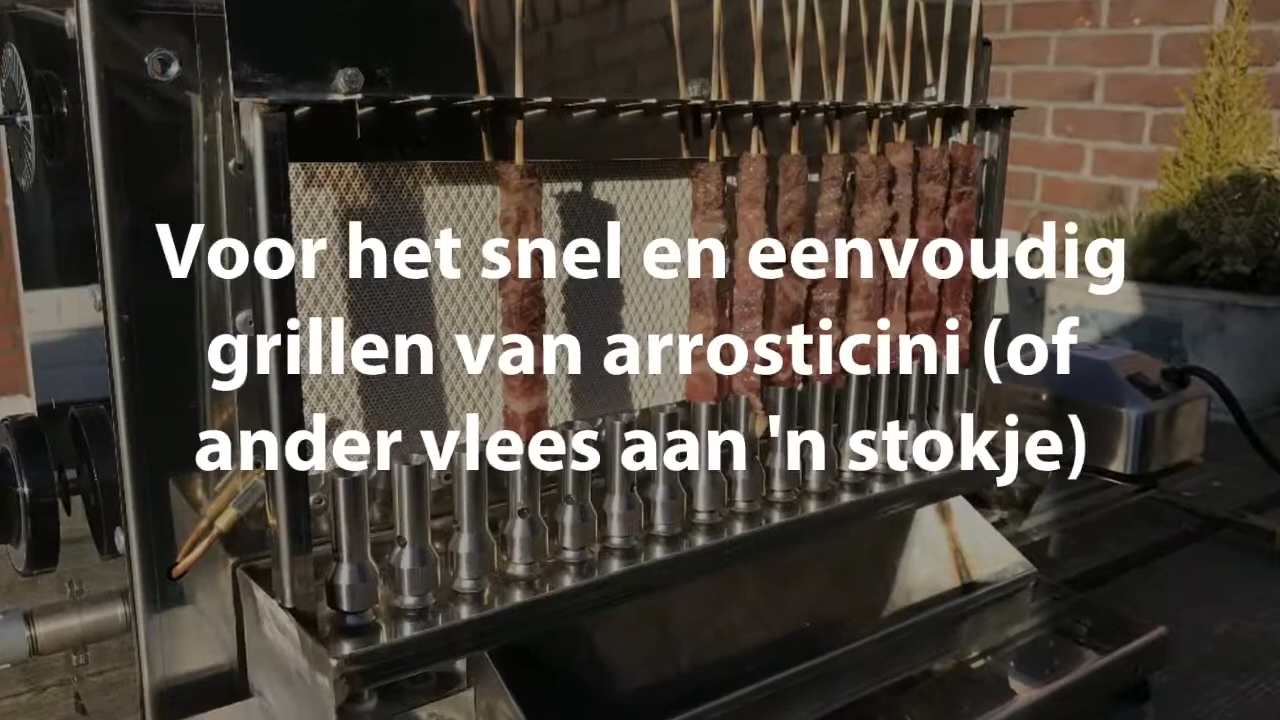 Voor het snel en eenvoudig
grillen van arrosticini (of
ander vlees aan 'n stokje)